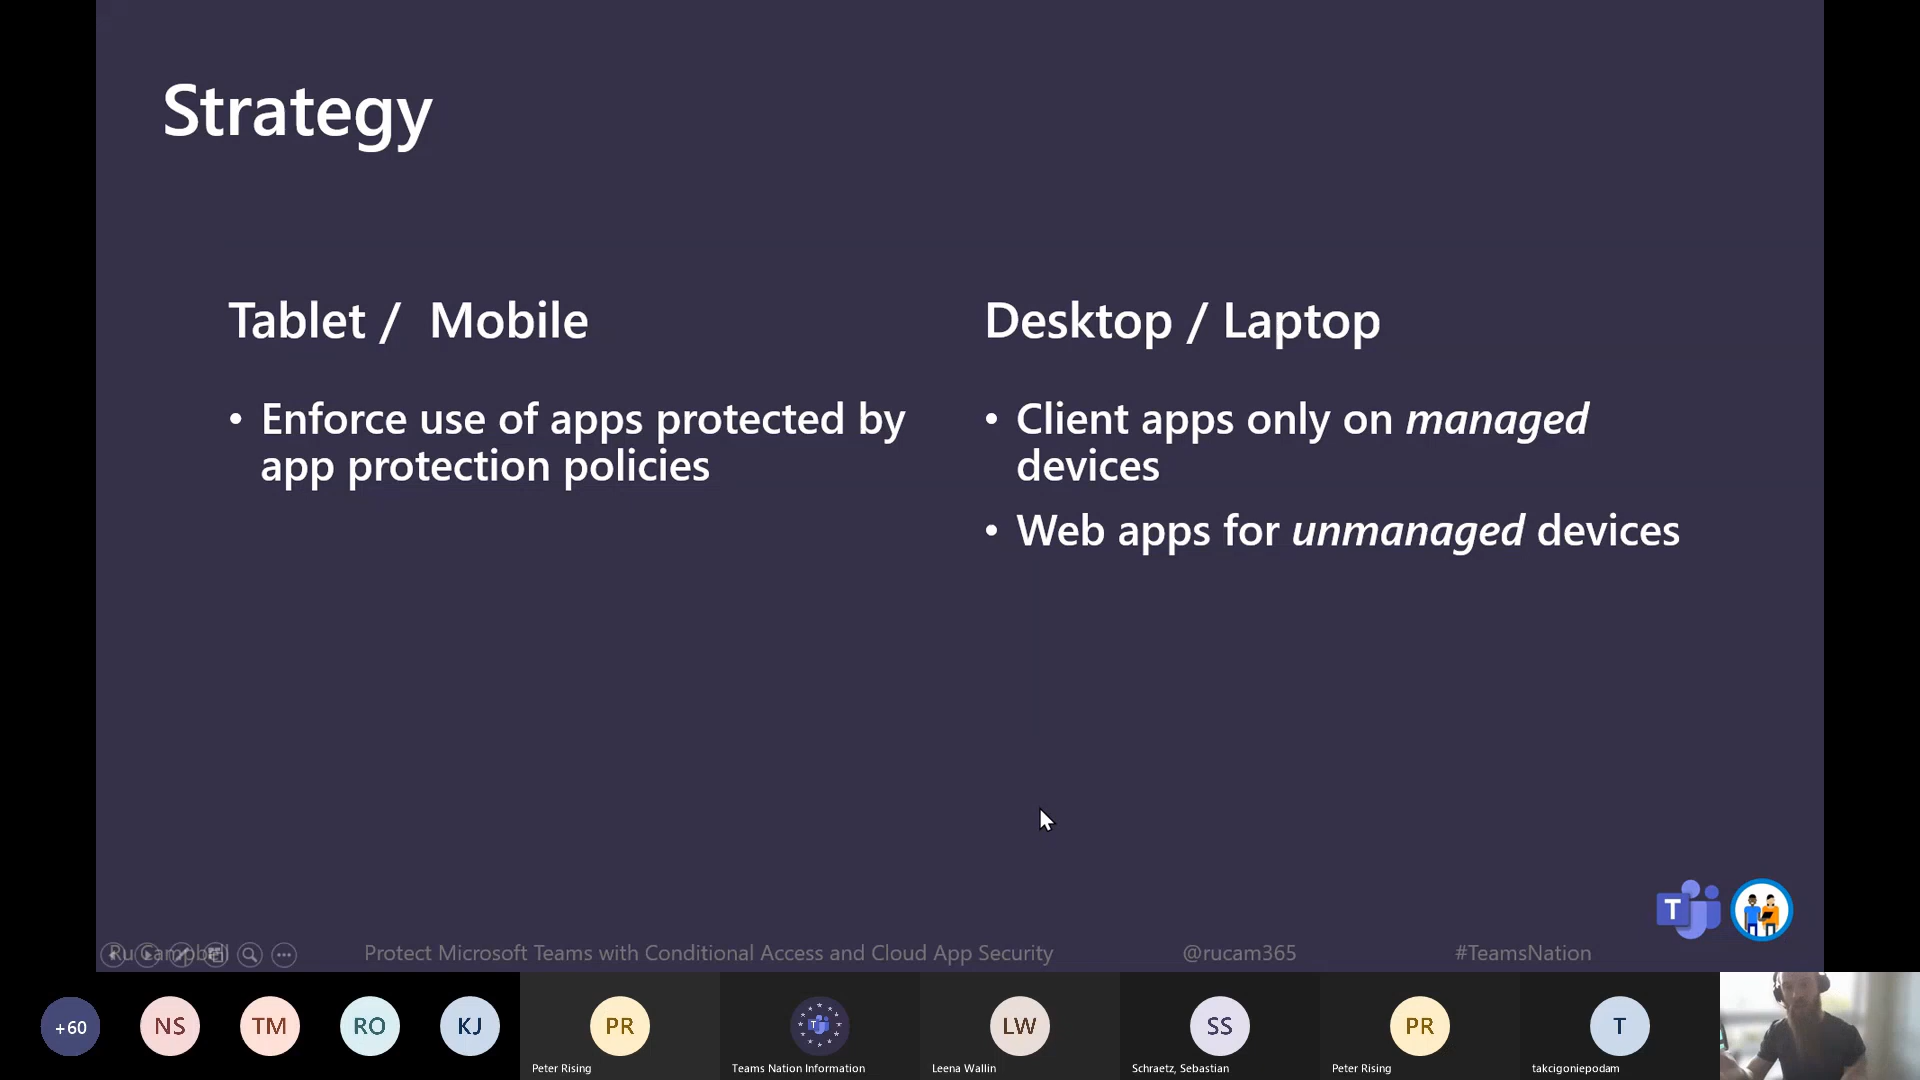 Strategy
Tablet /  Mobile
• Enforce use of apps protected by
app protection policies
Desktop / Laptop
• Client apps only on managed
devices
• Web apps for unmanaged devices
T
Ru Campbell
Protect Microsoft Teams with Conditional Access and Cloud App Security
@rucam365
#TeamsNation
+60
NS
TM
RO
KJ
PR
Peter Rising
Teams Nation Information
LW
Leena Wallin
SS
Schraetz, Sebastian
PR
Peter Rising
T
takcigoniepodam